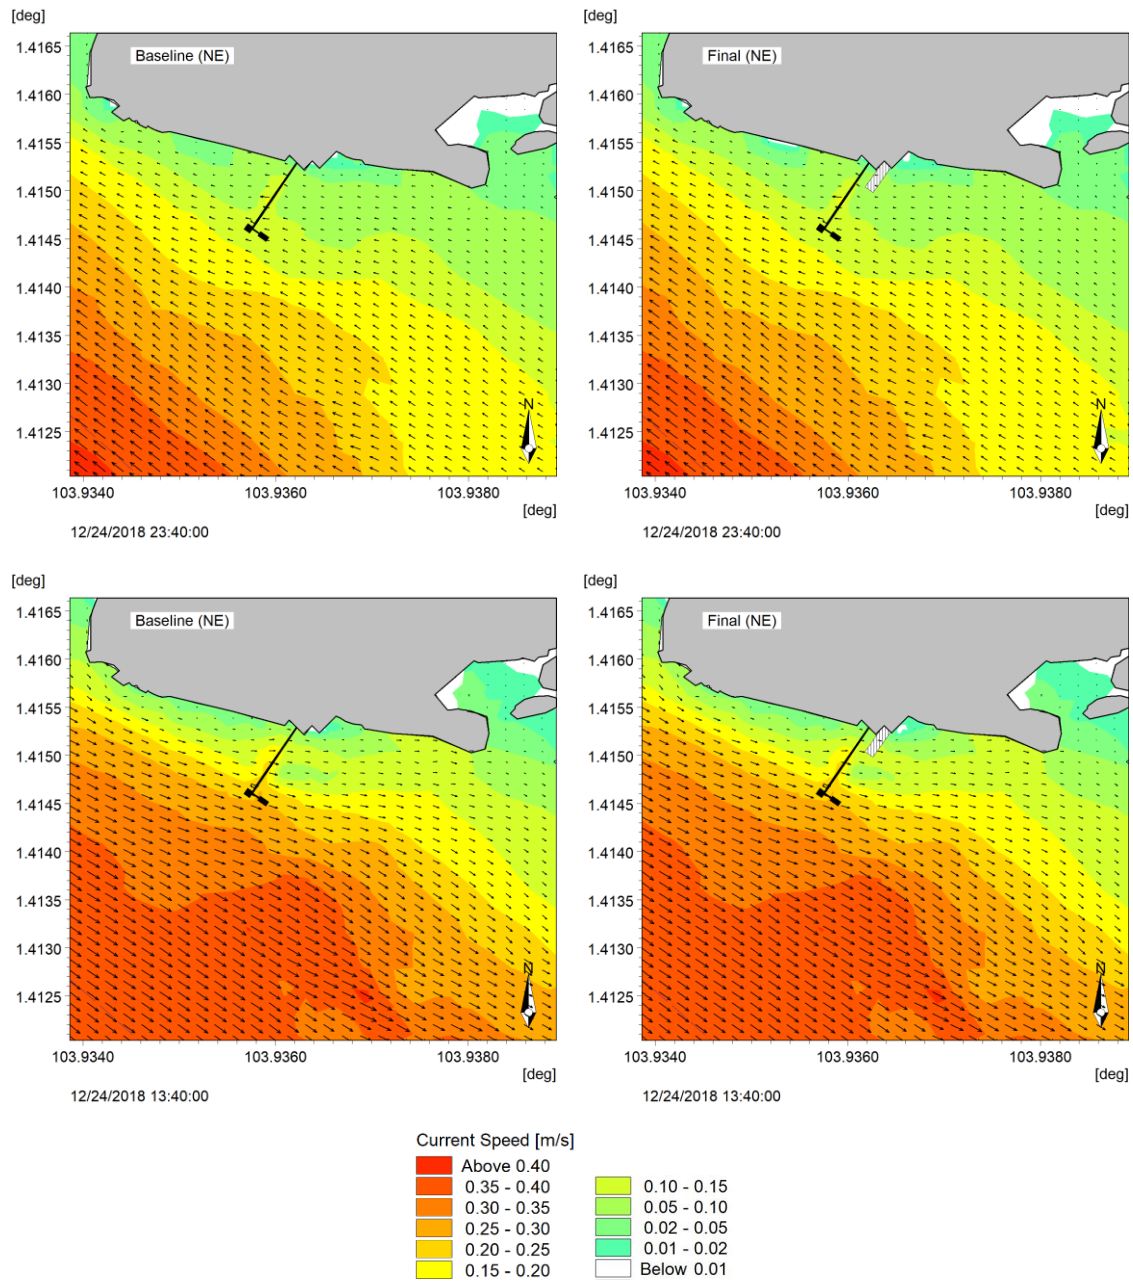 [deg] [deg]
1.4165 Baseline (NE) 1.4165 Final (NE)
1.4160 1.4160
1.4155 1.4155
1.4150 1.4150
1.4145 1.4145
1.4140 1.4140
1.4135 1.4135
1.4130 1.4130
N N
1.4125 1.4125
103.9340 103.9360 103.9380 103.9340 103.9360 103.9380
[deg] [deg]
12/24/2018 23:40:00 12/24/2018 23:40:00
[deg] [deg]
1.4165 Baseline (NE) 1.4165 Final (NE)
1.4160 1.4160
1.4155 1.4155
1.4150 1.4150
1.4145 1.4145
1.4140 1.4140
1.4135 1.4135
1.4130 1.4130
N N
1.4125 1.4125
103.9340 103.9360 103.9380 103.9340 103.9360 103.9380
[deg] [deg]
12/24/2018 13:40:00 12/24/2018 13:40:00
Current Speed [m/s]
Above 0.40
0.35 - 0.40 0.10 - 0.15
0.30 - 0.35 0.05 - 0.10
0.25 - 0.30 0.02 - 0.05
0.20 - 0.25 0.01 - 0.02
0.15 - 0.20 Below 0.01